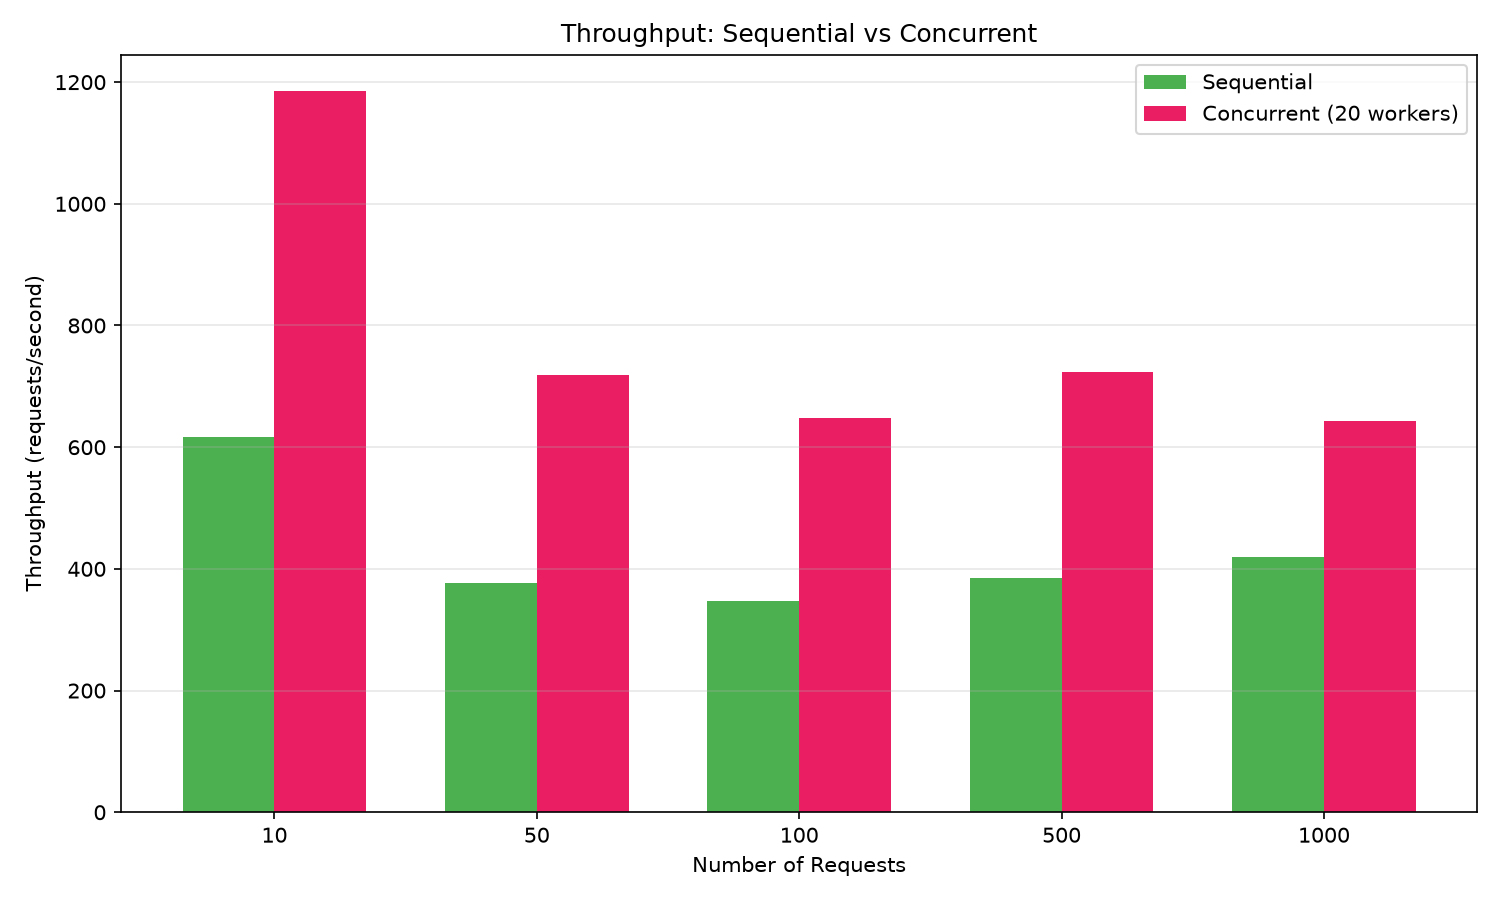 Throughput: Sequential vs Concurrent
Sequential
Concurrent (20 workers)
Throughput (requests/second)
1200
1000
800
600
400
200
0
10
50
100
500
1000
Number of Requests